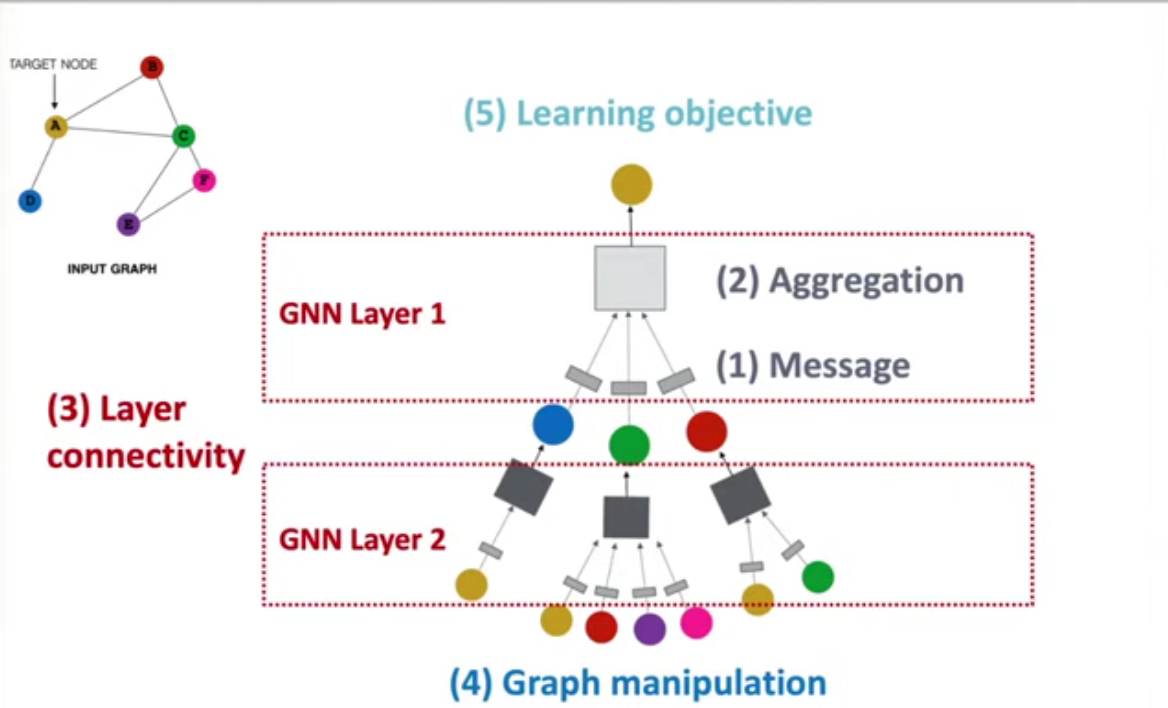 TARGET NODE
B
A
C
F
D
E
INPUT GRAPH
(5) Learning objective
GNN Layer 1
(2) Aggregation
(1) Message
(3) Layer
connectivity
GNN Layer 2
(4) Graph manipulation